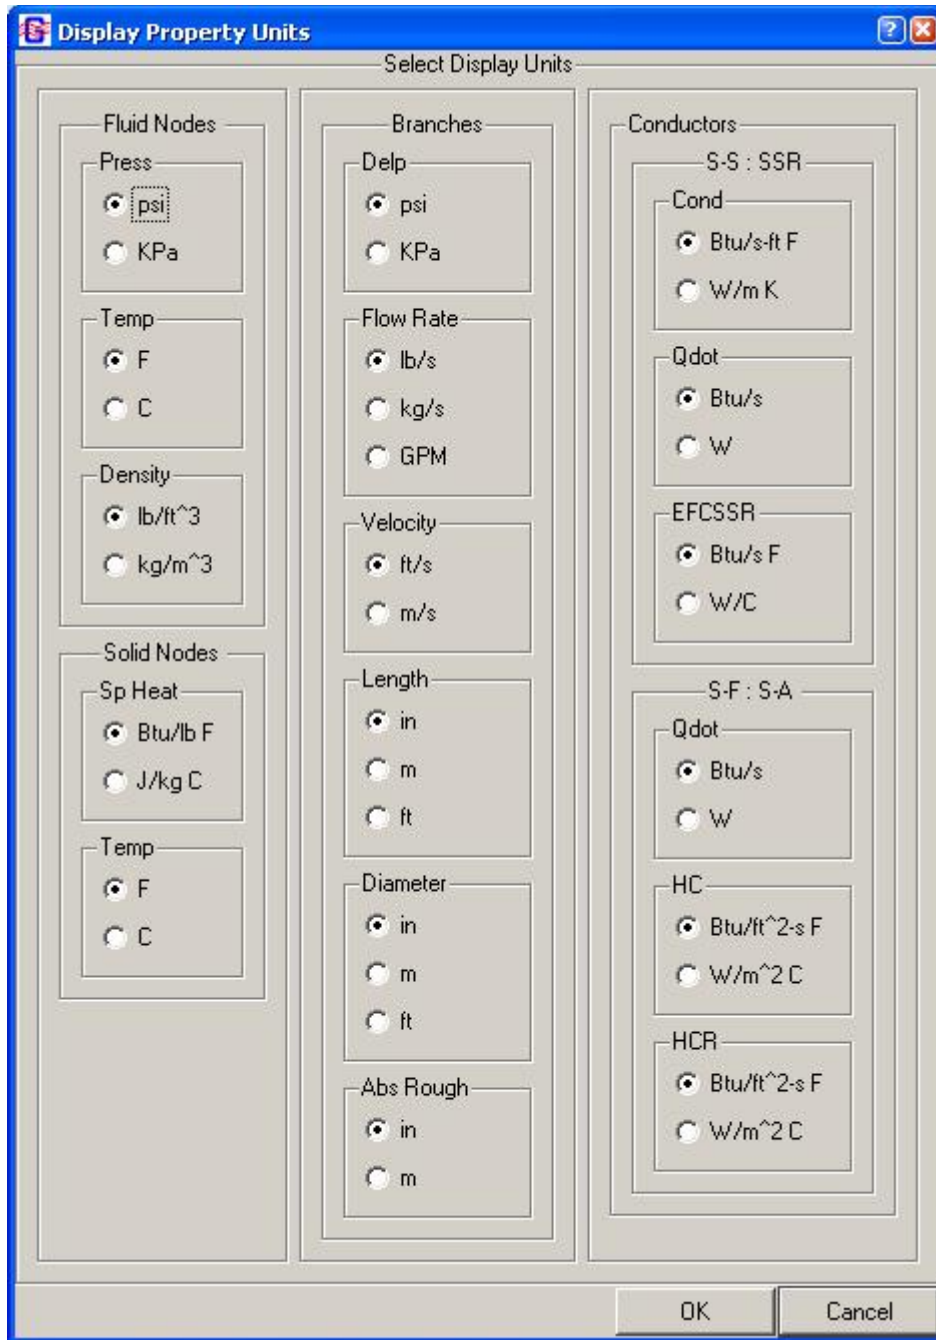 Display Property Units
Select Display Units
Fluid Nodes
Press
psi
KPa
Temp
F
C
Density
lb/ft^3
kg/m^3
Solid Nodes
Sp Heat
Btu/lb F
J/kg C
Temp
F
C
Branches
Delp
psi
KPa
Flow Rate
lb/s
kg/s
GPM
Velocity
ft/s
m/s
Length
in
m
ft
Diameter
in
m
ft
Abs Rough
in
m
Conductors
S-S : SSR
Cond
Btu/s-ft F
W/m K
Qdot
Btu/s
W
EFCSSR
Btu/s F
W/C
S-F : S-A
Qdot
Btu/s
W
HC
Btu/ft^2-s F
W/m^2 C
HCR
Btu/ft^2-s F
W/m^2 C
OK
Cancel